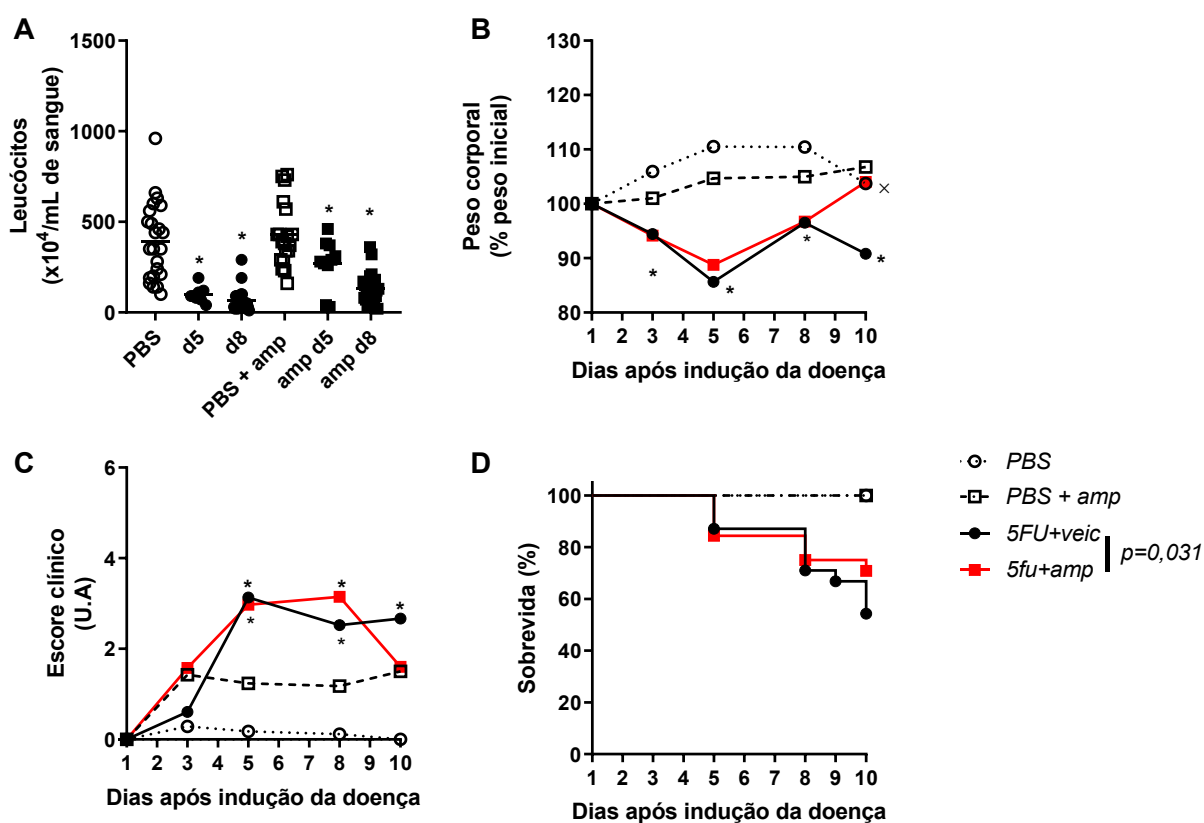 A
Leucócitos
(x10⁴/mL de sangue)
1500
1000
500
0
* * * *
PBS
d5
d8
PBS + amp
amp d5
amp d8
B
Peso corporal
(% peso inicial)
130
120
110
100
90
80
×
* * * *
1 2 3 4 5 6 7 8 9 10
Dias após indução da doença
C
Escore clínico
(U.A)
6
4
2
0
* * *
* *
1 2 3 4 5 6 7 8 9 10
Dias após indução da doença
D
Sobrevida (%)
100
80
60
40
20
0
1 2 3 4 5 6 7 8 9 10
Dias após indução da doença
PBS
PBS + amp
5FU+veic
5fu+amp
p=0,031